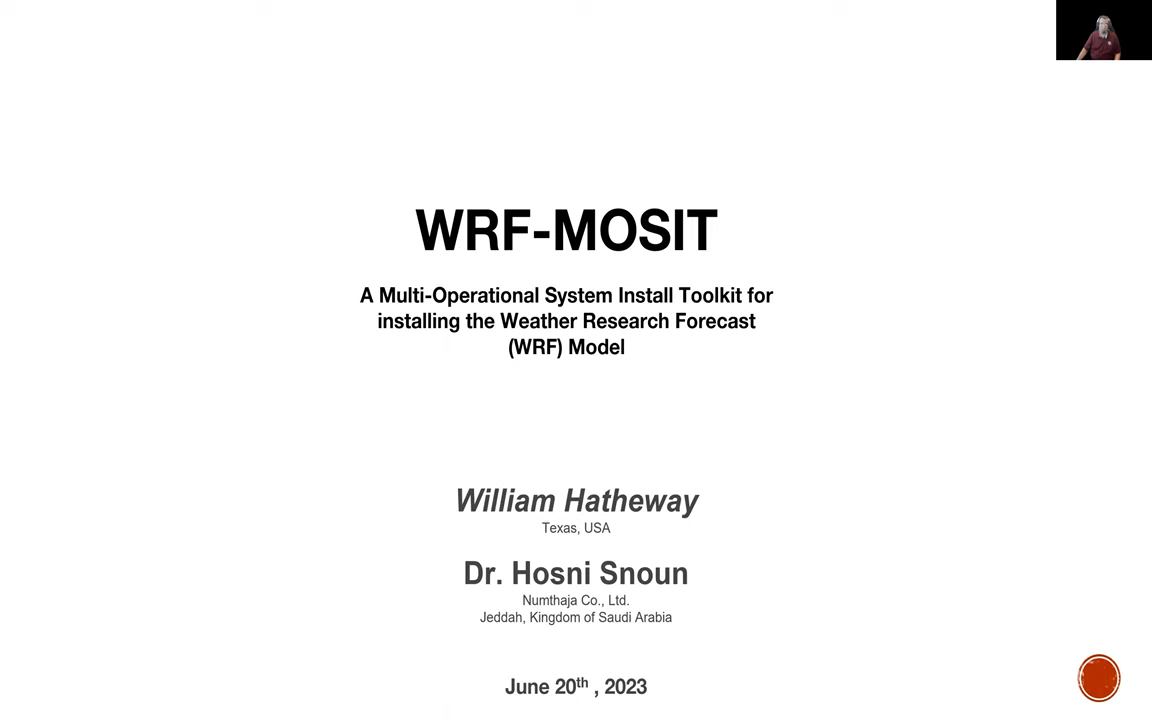 WRF-MOSIT
A Multi-Operational System Install Toolkit for
installing the Weather Research Forecast
(WRF) Model
William Hatheway
Texas, USA
Dr. Hosni Snoun
Numthaja Co., Ltd.
Jeddah, Kingdom of Saudi Arabia
June 20th , 2023